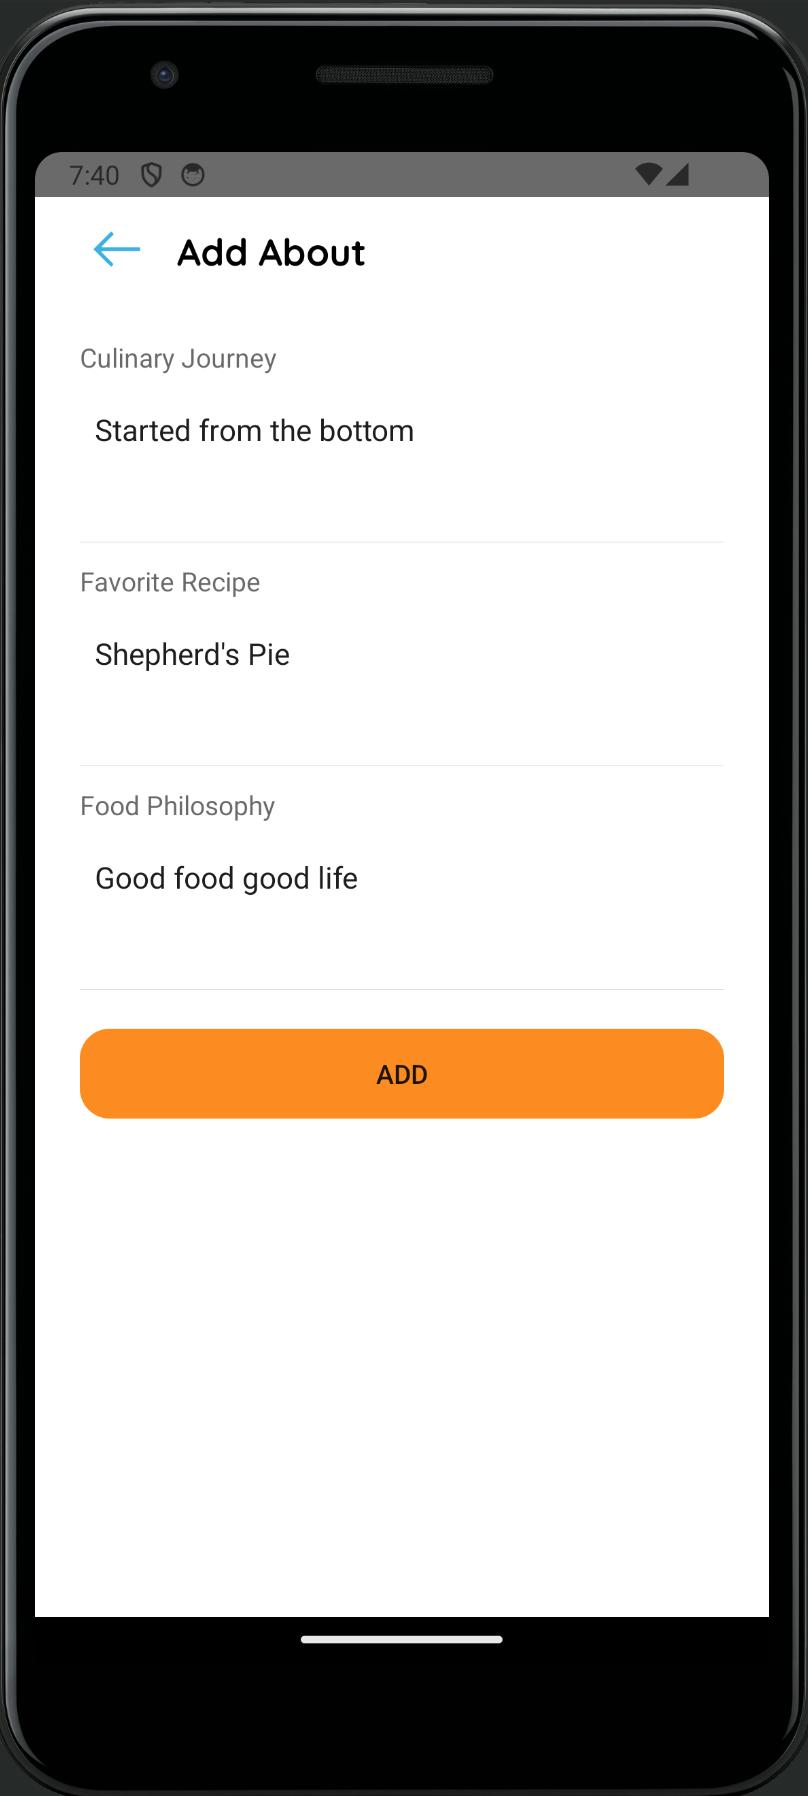 7:40
Add About
Culinary Journey
Started from the bottom
Favorite Recipe
Shepherd's Pie
Food Philosophy
Good food good life
ADD